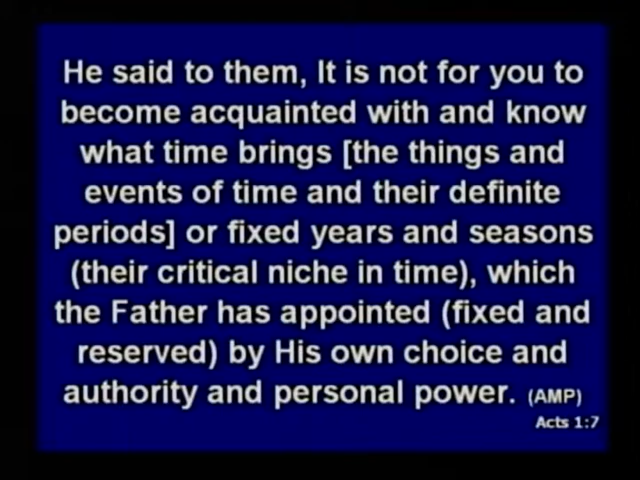 He said to them, It is not for you to
become acquainted with and know
what time brings [the things and
events of time and their definite
periods] or fixed years and seasons
(their critical niche in time), which
the Father has appointed (fixed and
reserved) by His own choice and
authority and personal power. (AMP)
Acts 1:7